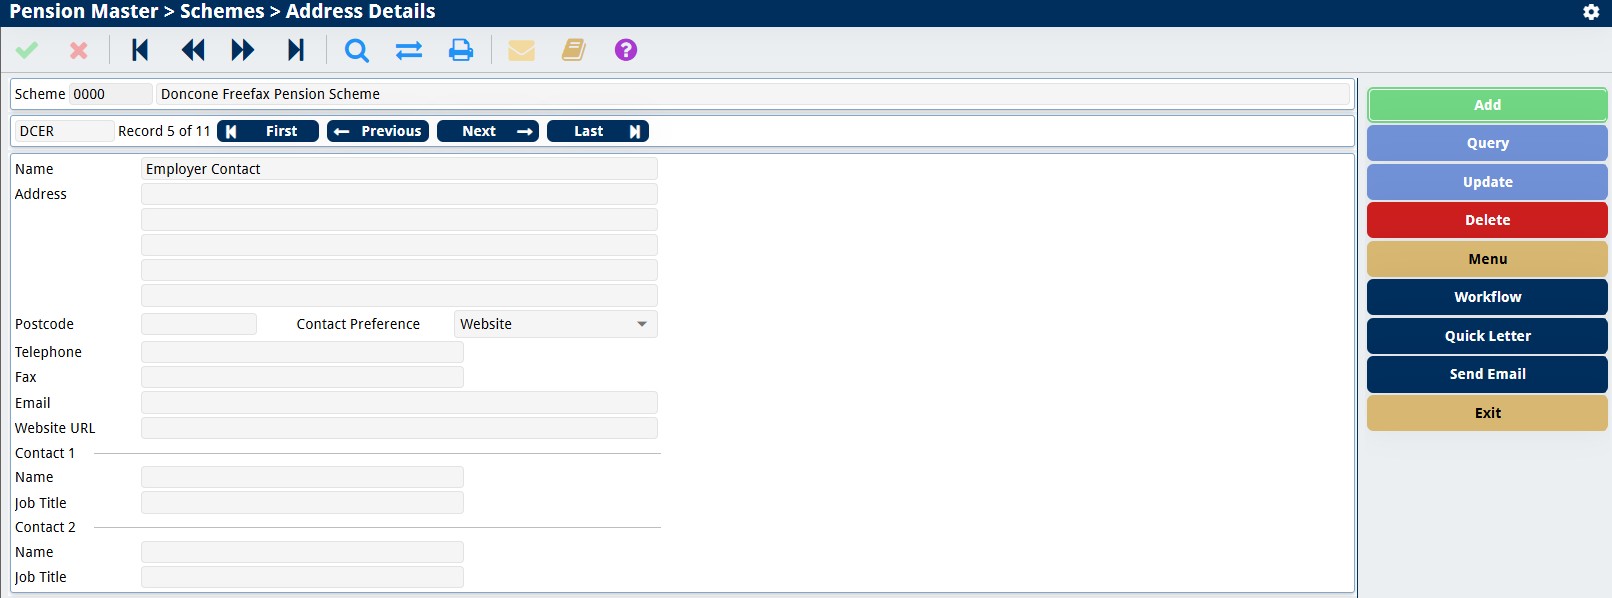 Pension Master > Schemes > Address Details
?
Scheme 0000 Doncone Freefax Pension Scheme
DCER Record 5 of 11 First Previous Next Last
Name Employer Contact
Address
Postcode Contact Preference Website
Telephone
Fax
Email
Website URL
Contact 1
Name
Job Title
Contact 2
Name
Job Title
Add
Query
Update
Delete
Menu
Workflow
Quick Letter
Send Email
Exit